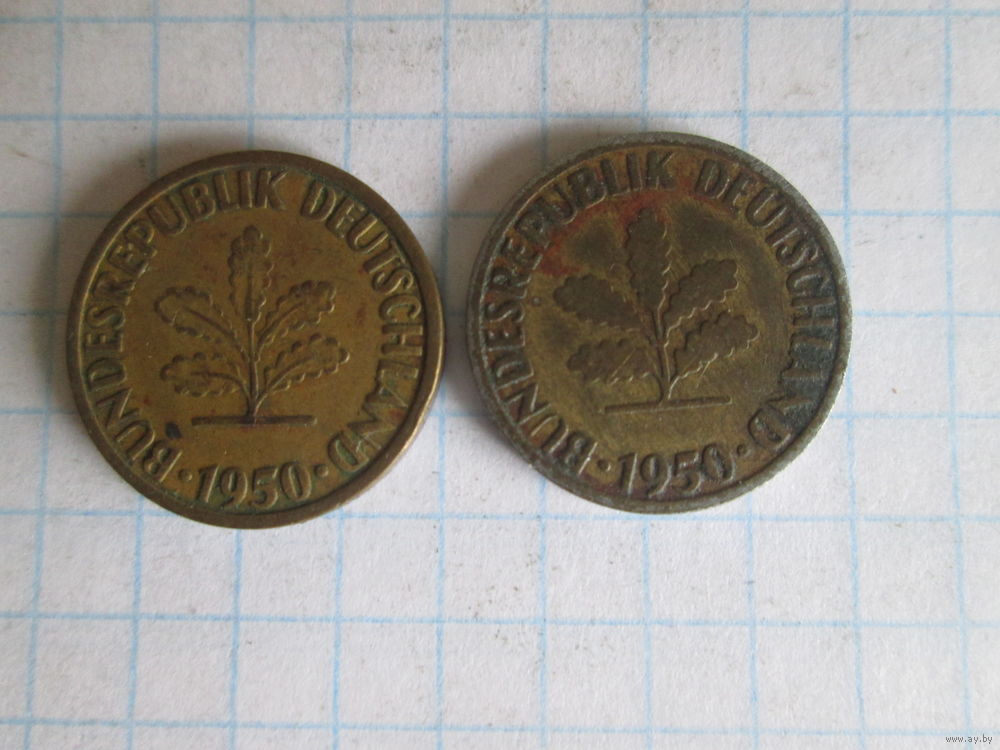 BUNDESREPUBLIK DEUTSCHLAND
· 1950 ·
BUNDESREPUBLIK DEUTSCHLAND
· 1950 ·
www.ay.by